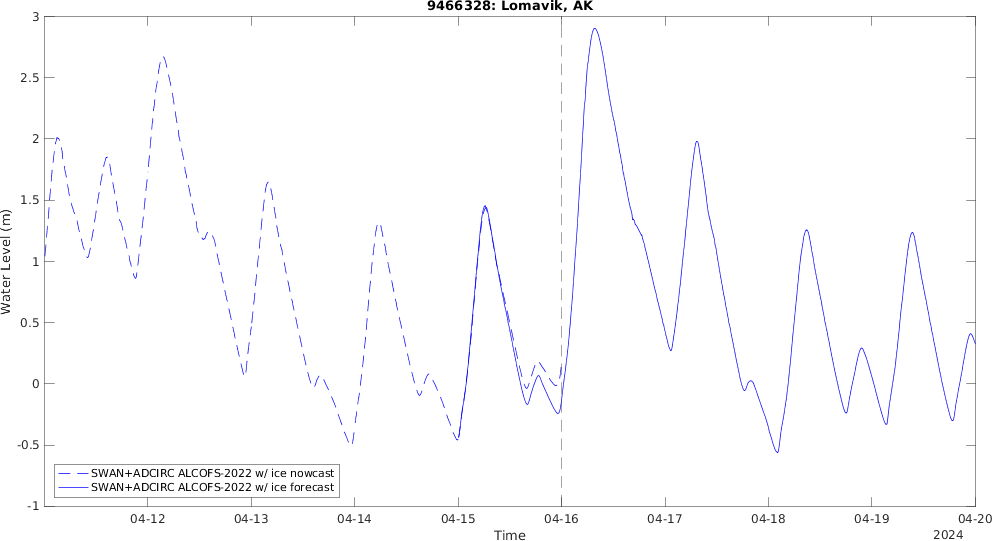 9466328: Lomavik, AK
3
2.5
2
1.5
1
0.5
0
-0.5
-1
Water Level (m)
SWAN+ADCIRC ALCOFS-2022 w/ ice nowcast
SWAN+ADCIRC ALCOFS-2022 w/ ice forecast
04-12 04-13 04-14 04-15 04-16 04-17 04-18 04-19 04-20
Time
2024